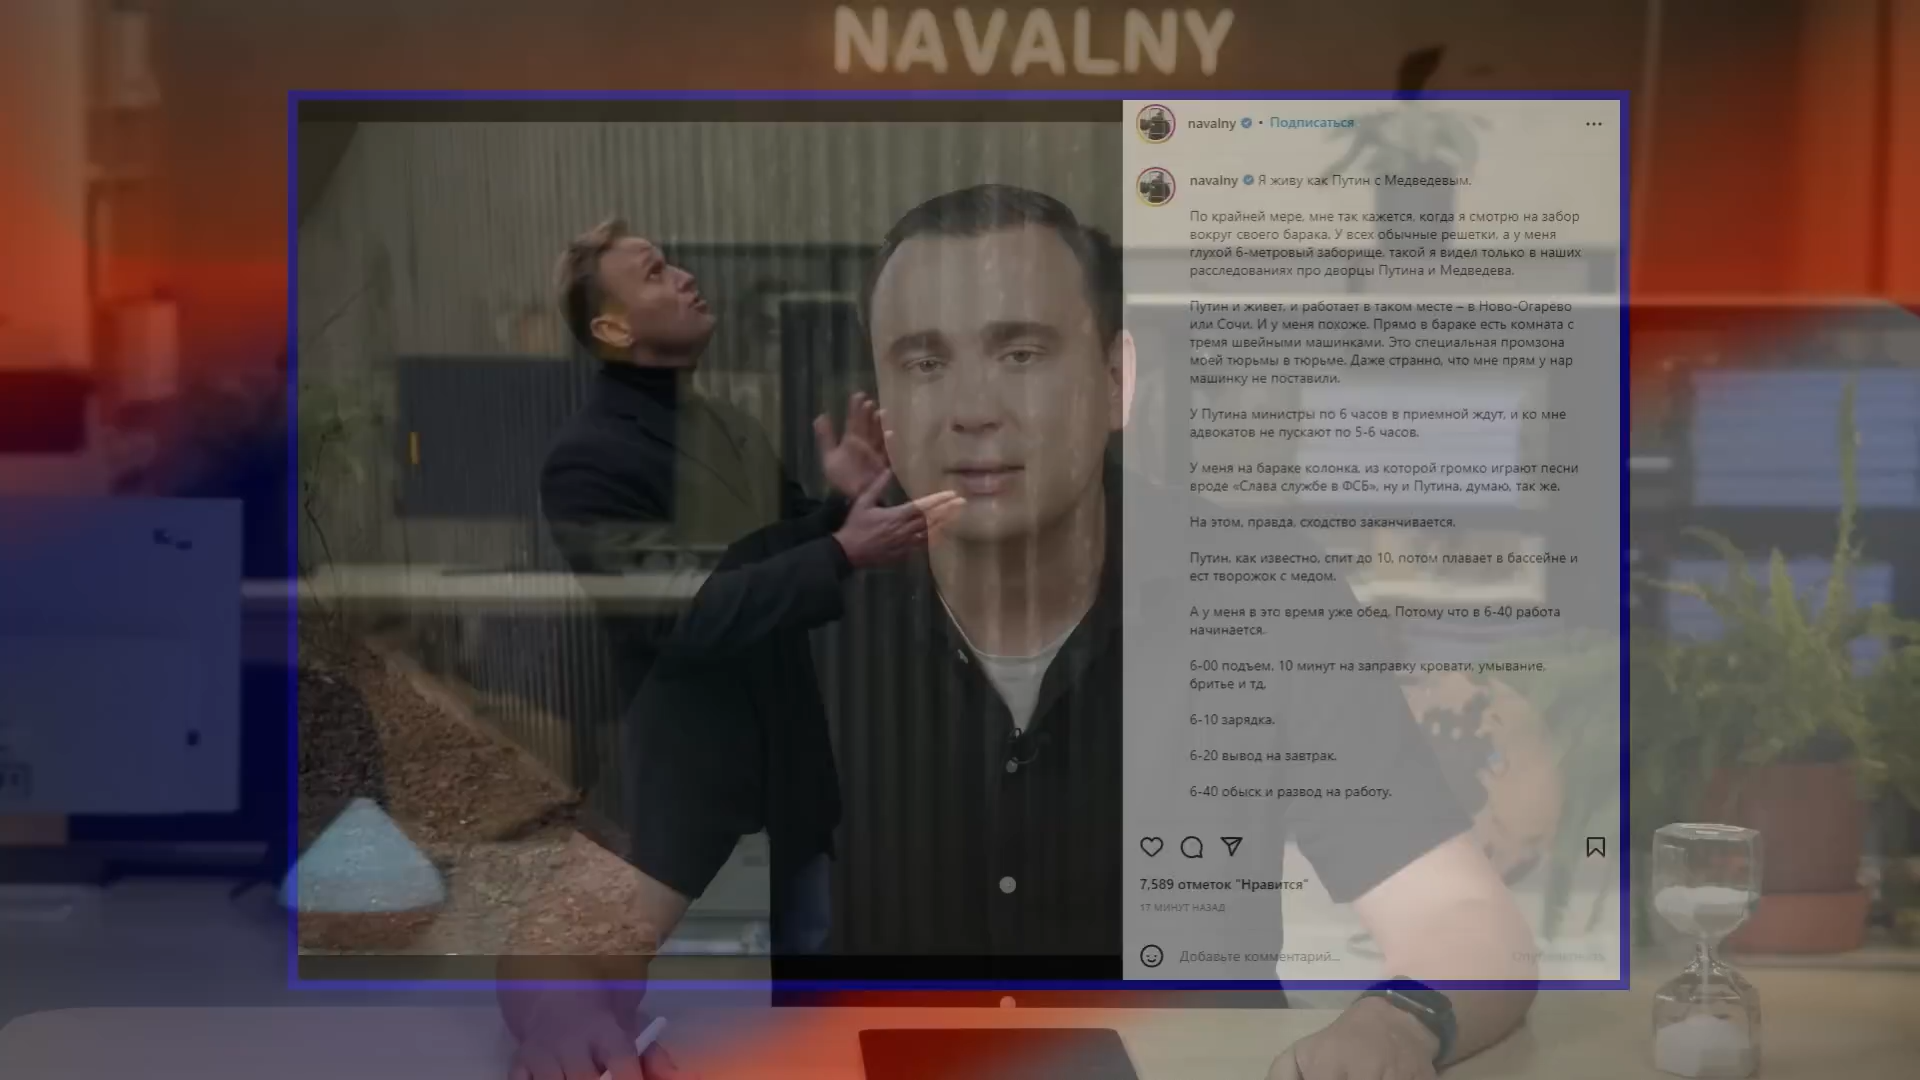 NAVALNY
navalny • Подписаться
navalny Я живу как Путин с Медведевым.
По крайней мере, мне так кажется, когда я смотрю на забор
вокруг своего барака. У всех обычные решетки, а у меня
глухой 6-метровый заборище, такой я видел только в наших
расследованиях про дворцы Путина и Медведева.
Путин и живет, и работает в таком месте – в Ново-Огарево
или Сочи. И у меня похоже. Прямо в бараке есть комната с
тремя швейными машинками. Это специальная промзона
моей тюрьмы в тюрьме. Даже странно, что мне прям у нар
машинку не поставили.
У Путина министры по 6 часов в приемной ждут, и ко мне
адвокатов не пускают по 5-6 часов.
У меня на бараке колонка, из которой громко играют песни
вроде «Слава службе в ФСБ», ну и Путина, думаю, так же.
На этом, правда, сходство заканчивается.
Путин, как известно, спит до 10, потом плавает в бассейне и
ест творожок с медом.
А у меня в это время уже обед. Потому что в 6-40 работа
начинается.
6-00 подъем. 10 минут на заправку кровати, умывание,
бритье и тд.
6-10 зарядка.
6-20 вывод на завтрак.
6-40 обыск и развод на работу.
7,589 отметок "Нравится"
17 МИНУТ НАЗАД
Добавьте комментарий...
Опубликовать